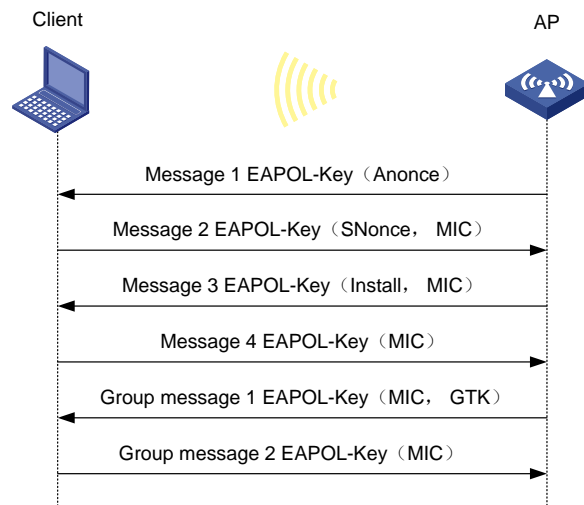 Client
AP
Message 1 EAPOL-Key（Anonce）
Message 2 EAPOL-Key（SNonce， MIC）
Message 3 EAPOL-Key（Install， MIC）
Message 4 EAPOL-Key（MIC）
Group message 1 EAPOL-Key（MIC， GTK）
Group message 2 EAPOL-Key（MIC）